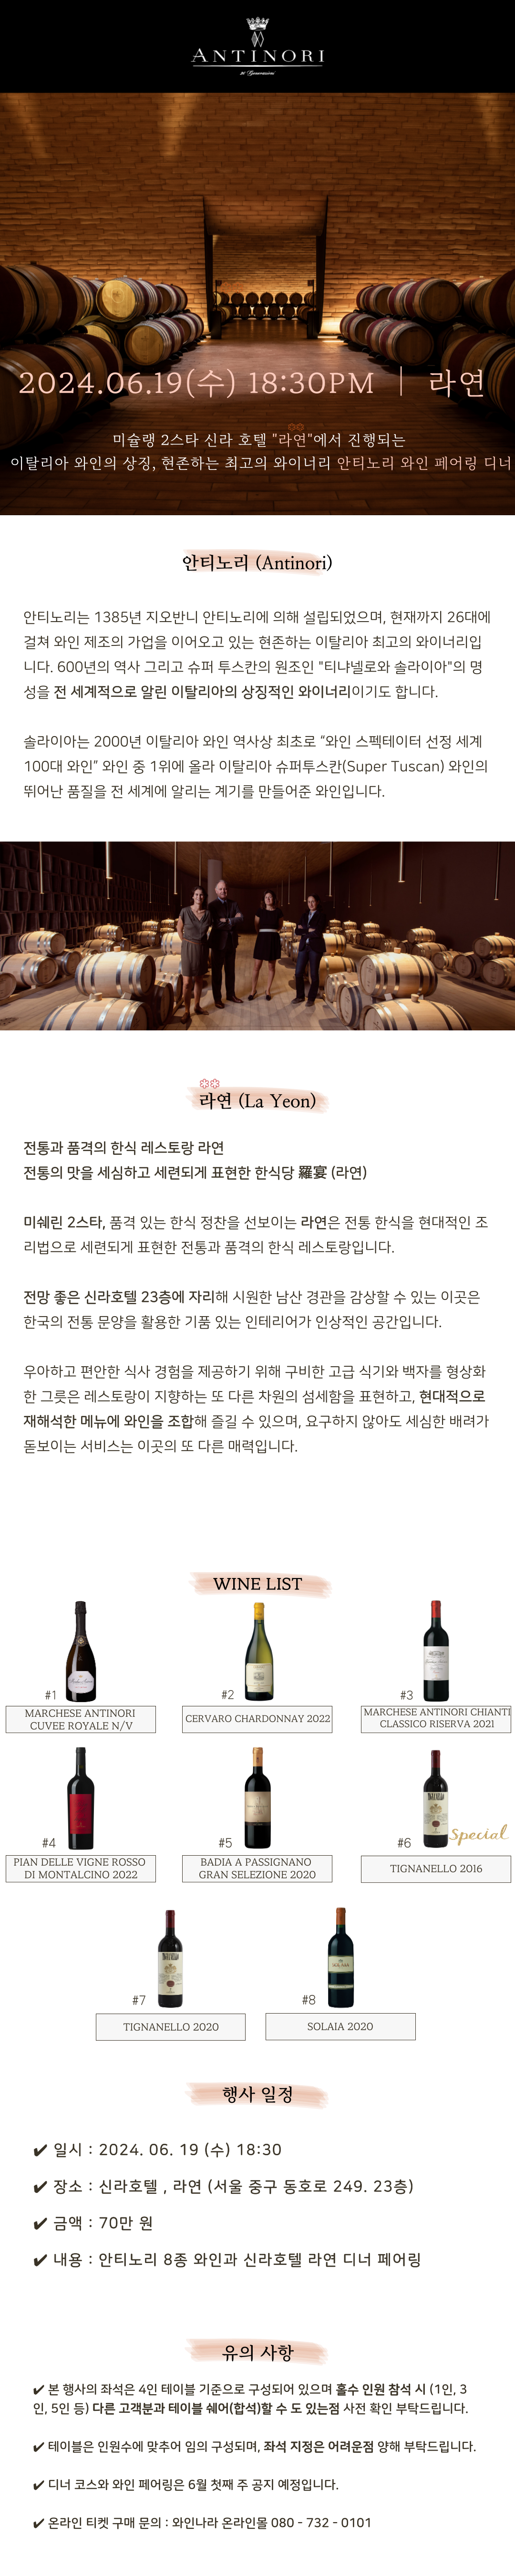 ANTINORI
26 Generazioni
2024.06.19(수) 18:30PM | 라연
미슐랭 2스타 신라 호텔 "라연"에서 진행되는
이탈리아 와인의 상징, 현존하는 최고의 와이너리 안티노리 와인 페어링 디너
안티노리 (Antinori)
안티노리는 1385년 지오반니 안티노리에 의해 설립되었으며, 현재까지 26대에
걸쳐 와인 제조의 가업을 이어오고 있는 현존하는 이탈리아 최고의 와이너리입
니다. 600년의 역사 그리고 슈퍼 투스칸의 원조인 "티냐넬로와 솔라이아"의 명
성을 전 세계적으로 알린 이탈리아의 상징적인 와이너리이기도 합니다.
솔라이아는 2000년 이탈리아 와인 역사상 최초로 “와인 스펙테이터 선정 세계
100대 와인” 와인 중 1위에 올라 이탈리아 슈퍼투스칸(Super Tuscan) 와인의
뛰어난 품질을 전 세계에 알리는 계기를 만들어준 와인입니다.
라연 (La Yeon)
전통과 품격의 한식 레스토랑 라연
전통의 맛을 세심하고 세련되게 표현한 한식당 羅宴 (라연)
미쉐린 2스타, 품격 있는 한식 정찬을 선보이는 라연은 전통 한식을 현대적인 조
리법으로 세련되게 표현한 전통과 품격의 한식 레스토랑입니다.
전망 좋은 신라호텔 23층에 자리해 시원한 남산 경관을 감상할 수 있는 이곳은
한국의 전통 문양을 활용한 기품 있는 인테리어가 인상적인 공간입니다.
우아하고 편안한 식사 경험을 제공하기 위해 구비한 고급 식기와 백자를 형상화
한 그릇은 레스토랑이 지향하는 또 다른 차원의 섬세함을 표현하고, 현대적으로
재해석한 메뉴에 와인을 조합해 즐길 수 있으며, 요구하지 않아도 세심한 배려가
돋보이는 서비스는 이곳의 또 다른 매력입니다.
WINE LIST
#1
MARCHESE ANTINORI
CUVEE ROYALE N/V
#2
CERVARO CHARDONNAY 2022
#3
MARCHESE ANTINORI CHIANTI
CLASSICO RISERVA 2021
#4
PIAN DELLE VIGNE ROSSO
DI MONTALCINO 2022
#5
BADIA A PASSIGNANO
GRAN SELEZIONE 2020
#6
Special
TIGNANELLO 2016
#7
TIGNANELLO 2020
#8
SOLAIA 2020
행사 일정
✔ 일시 : 2024. 06. 19 (수) 18:30
✔ 장소 : 신라호텔 , 라연 (서울 중구 동호로 249. 23층)
✔ 금액 : 70만 원
✔ 내용 : 안티노리 8종 와인과 신라호텔 라연 디너 페어링
유의 사항
✔ 본 행사의 좌석은 4인 테이블 기준으로 구성되어 있으며 홀수 인원 참석 시 (1인, 3
인, 5인 등) 다른 고객분과 테이블 쉐어(합석)할 수 도 있는점 사전 확인 부탁드립니다.
✔ 테이블은 인원수에 맞추어 임의 구성되며, 좌석 지정은 어려운점 양해 부탁드립니다.
✔ 디너 코스와 와인 페어링은 6월 첫째 주 공지 예정입니다.
✔ 온라인 티켓 구매 문의 : 와인나라 온라인몰 080 - 732 - 0101